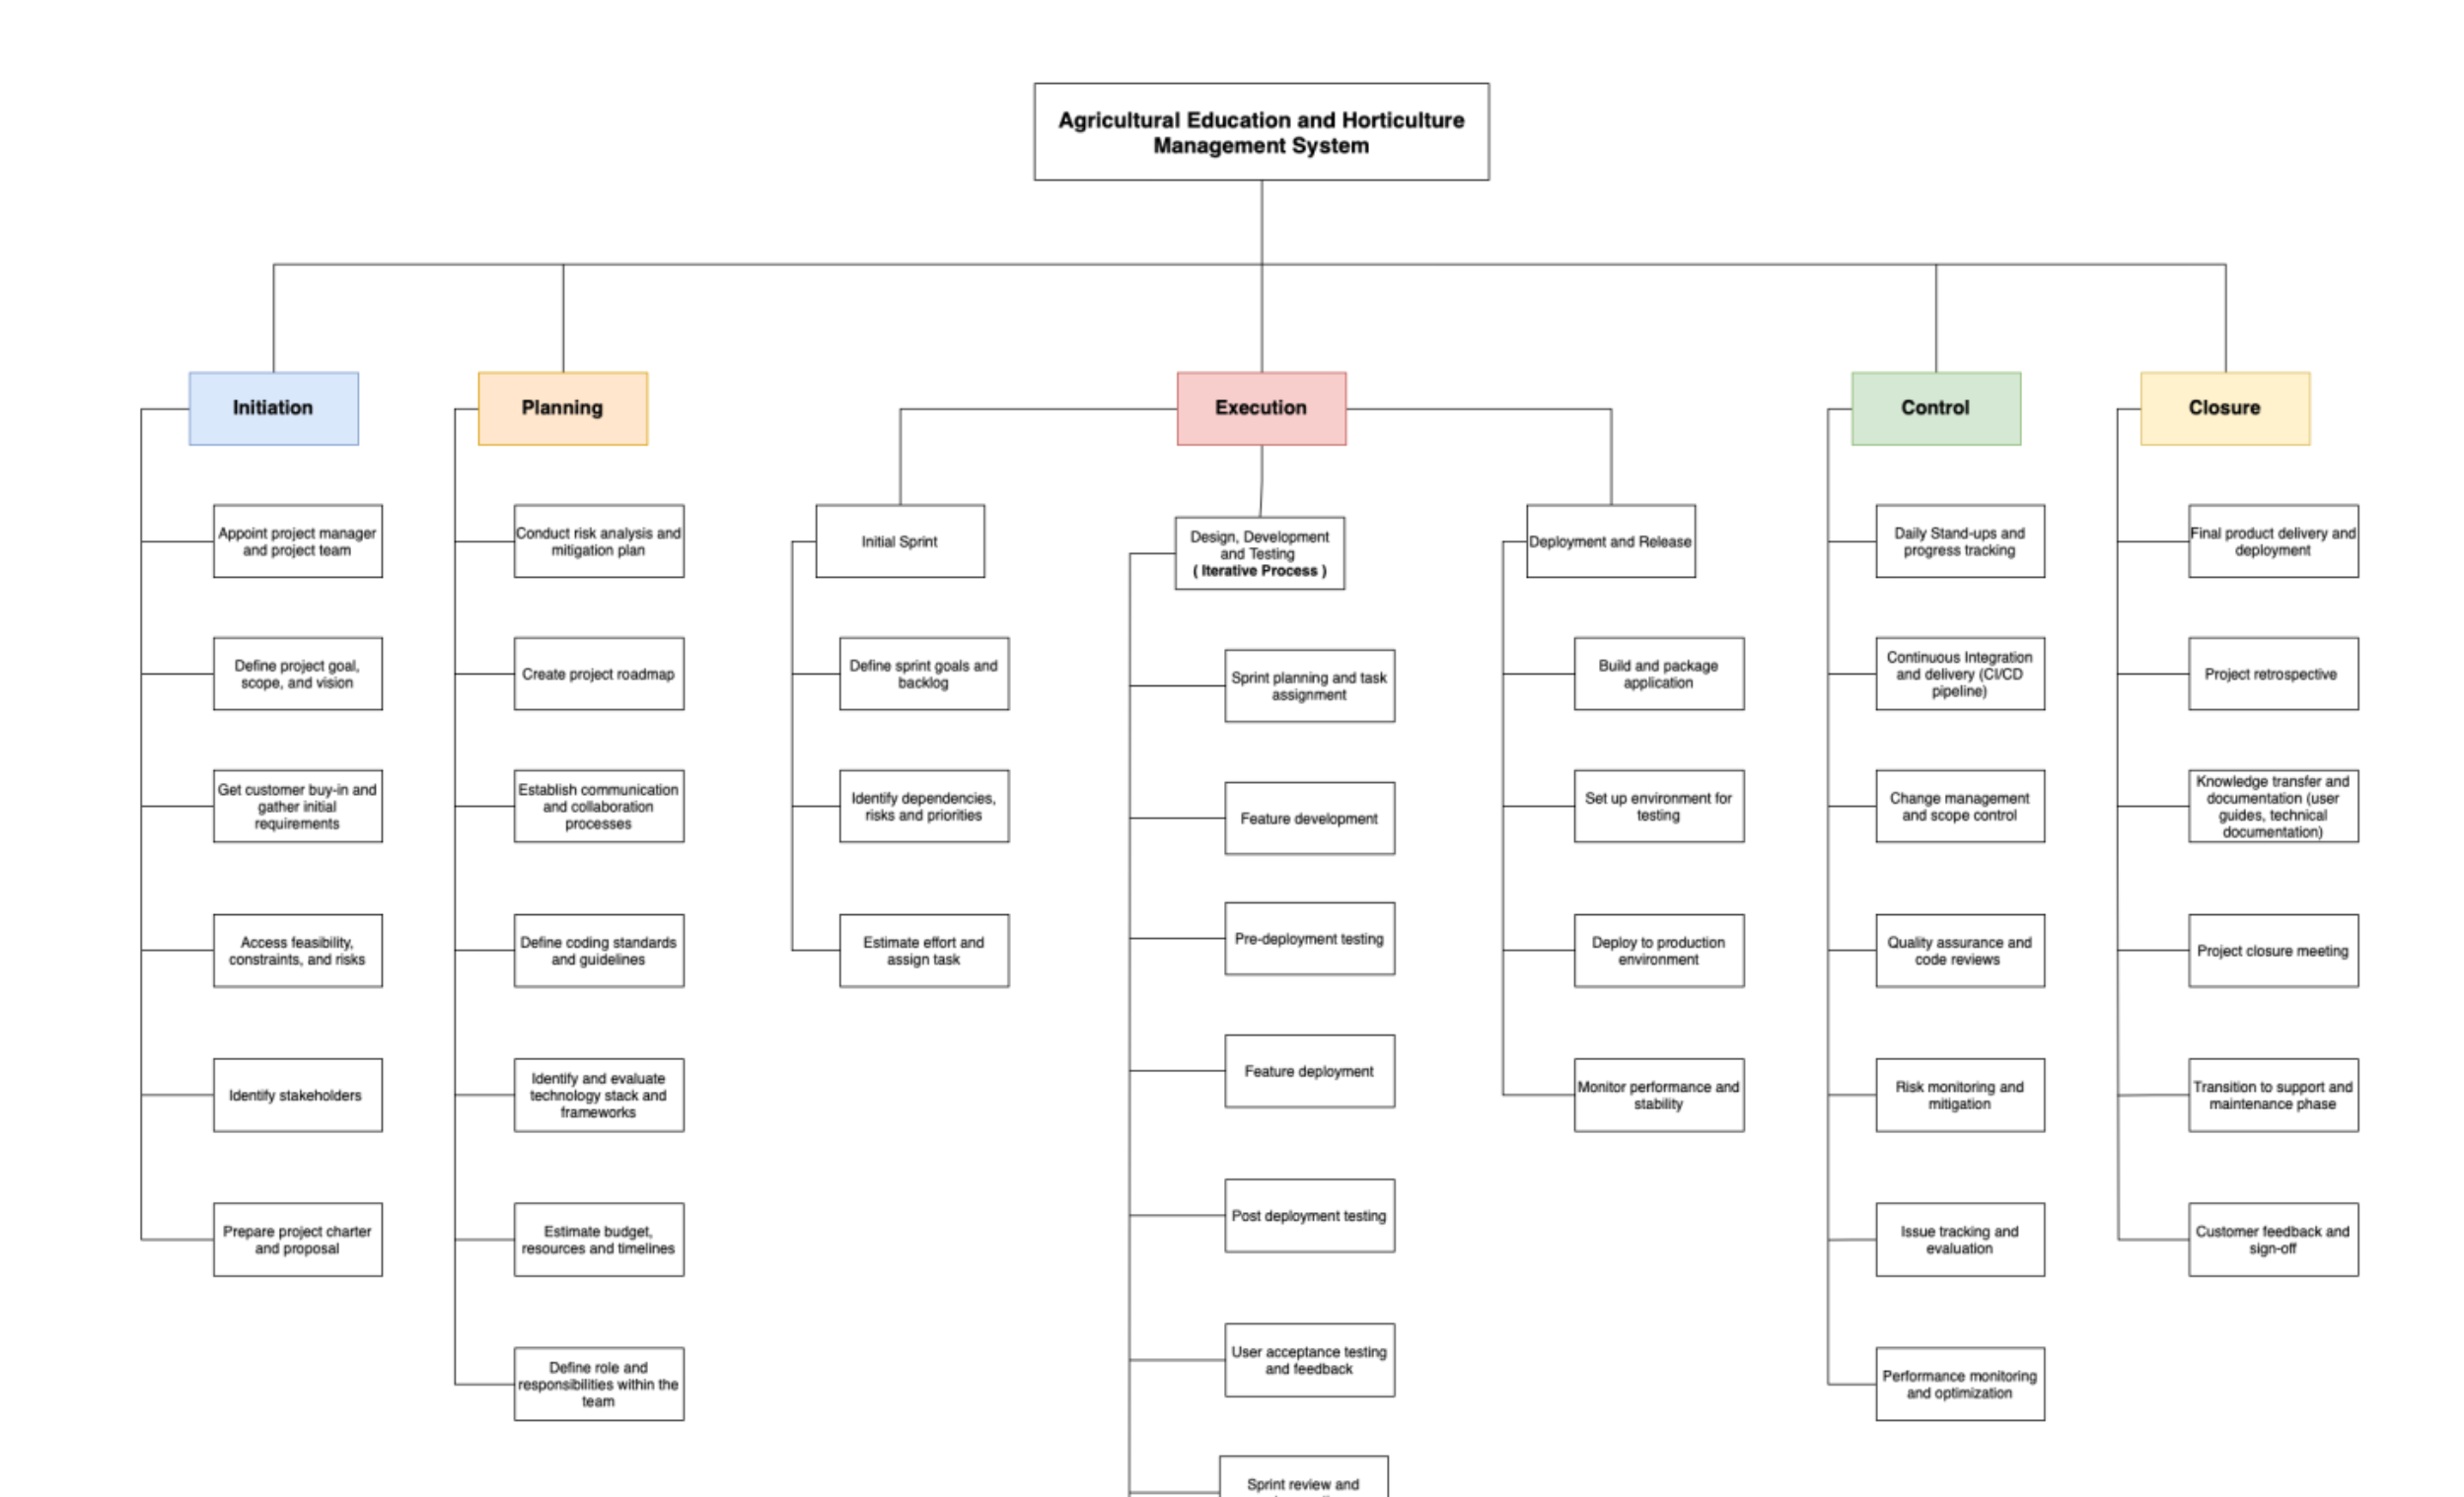 Agricultural Education and Horticulture
Management System
Initiation
Planning
Execution
Control
Closure
Appoint project manager
and project team
Define project goal,
scope, and vision
Get customer buy-in and
gather initial
requirements
Access feasibility,
constraints, and risks
Identify stakeholders
Prepare project charter
and proposal
Conduct risk analysis and
mitigation plan
Create project roadmap
Establish communication
and collaboration
processes
Define coding standards
and guidelines
Identify and evaluate
technology stack and
frameworks
Estimate budget,
resources and timelines
Define role and
responsibilities within the
team
Initial Sprint
Define sprint goals and
backlog
Identify dependencies,
risks and priorities
Estimate effort and
assign task
Design, Development
and Testing
( Iterative Process )
Sprint planning and task
assignment
Feature development
Pre-deployment testing
Feature deployment
Post deployment testing
User acceptance testing
and feedback
Sprint review and
Deployment and Release
Build and package
application
Set up environment for
testing
Deploy to production
environment
Monitor performance and
stability
Daily Stand-ups and
progress tracking
Continuous Integration
and delivery (CI/CD
pipeline)
Change management
and scope control
Quality assurance and
code reviews
Risk monitoring and
mitigation
Issue tracking and
evaluation
Performance monitoring
and optimization
Final product delivery and
deployment
Project retrospective
Knowledge transfer and
documentation (user
guides, technical
documentation)
Project closure meeting
Transition to support and
maintenance phase
Customer feedback and
sign-off